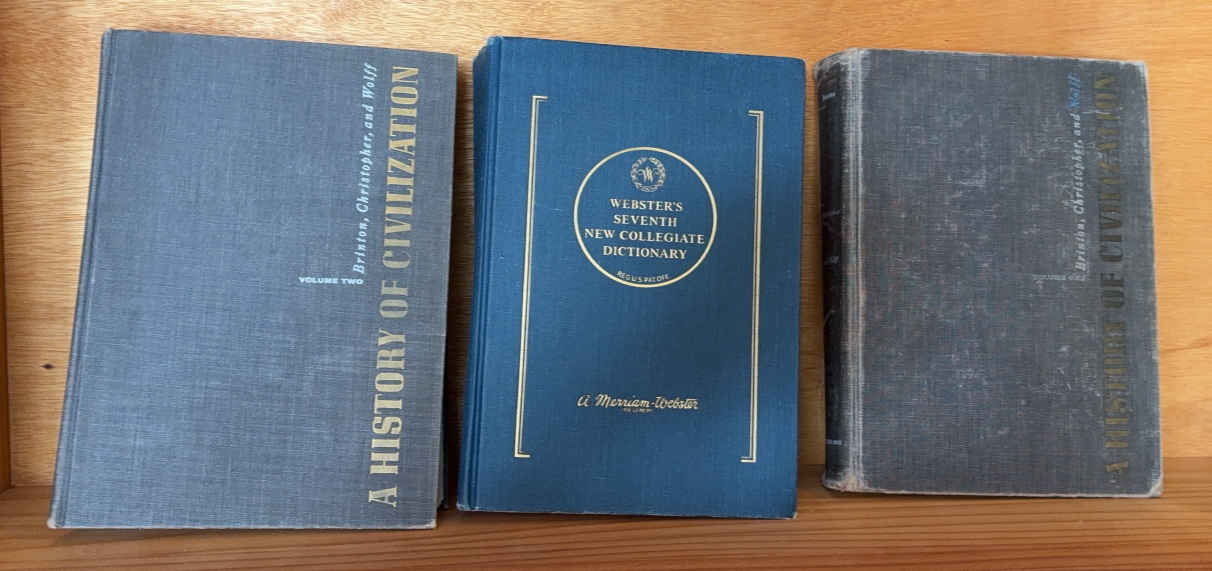 Brinton, Christopher, and Wolff
VOLUME TWO
A HISTORY OF CIVILIZATION
W
WEBSTER'S
SEVENTH
NEW COLLEGIATE
DICTIONARY
REG. U.S. PAT. OFF.
a Merriam-Webster
Brinton, Christopher, and Wolff
A HISTORY OF CIVILIZATION